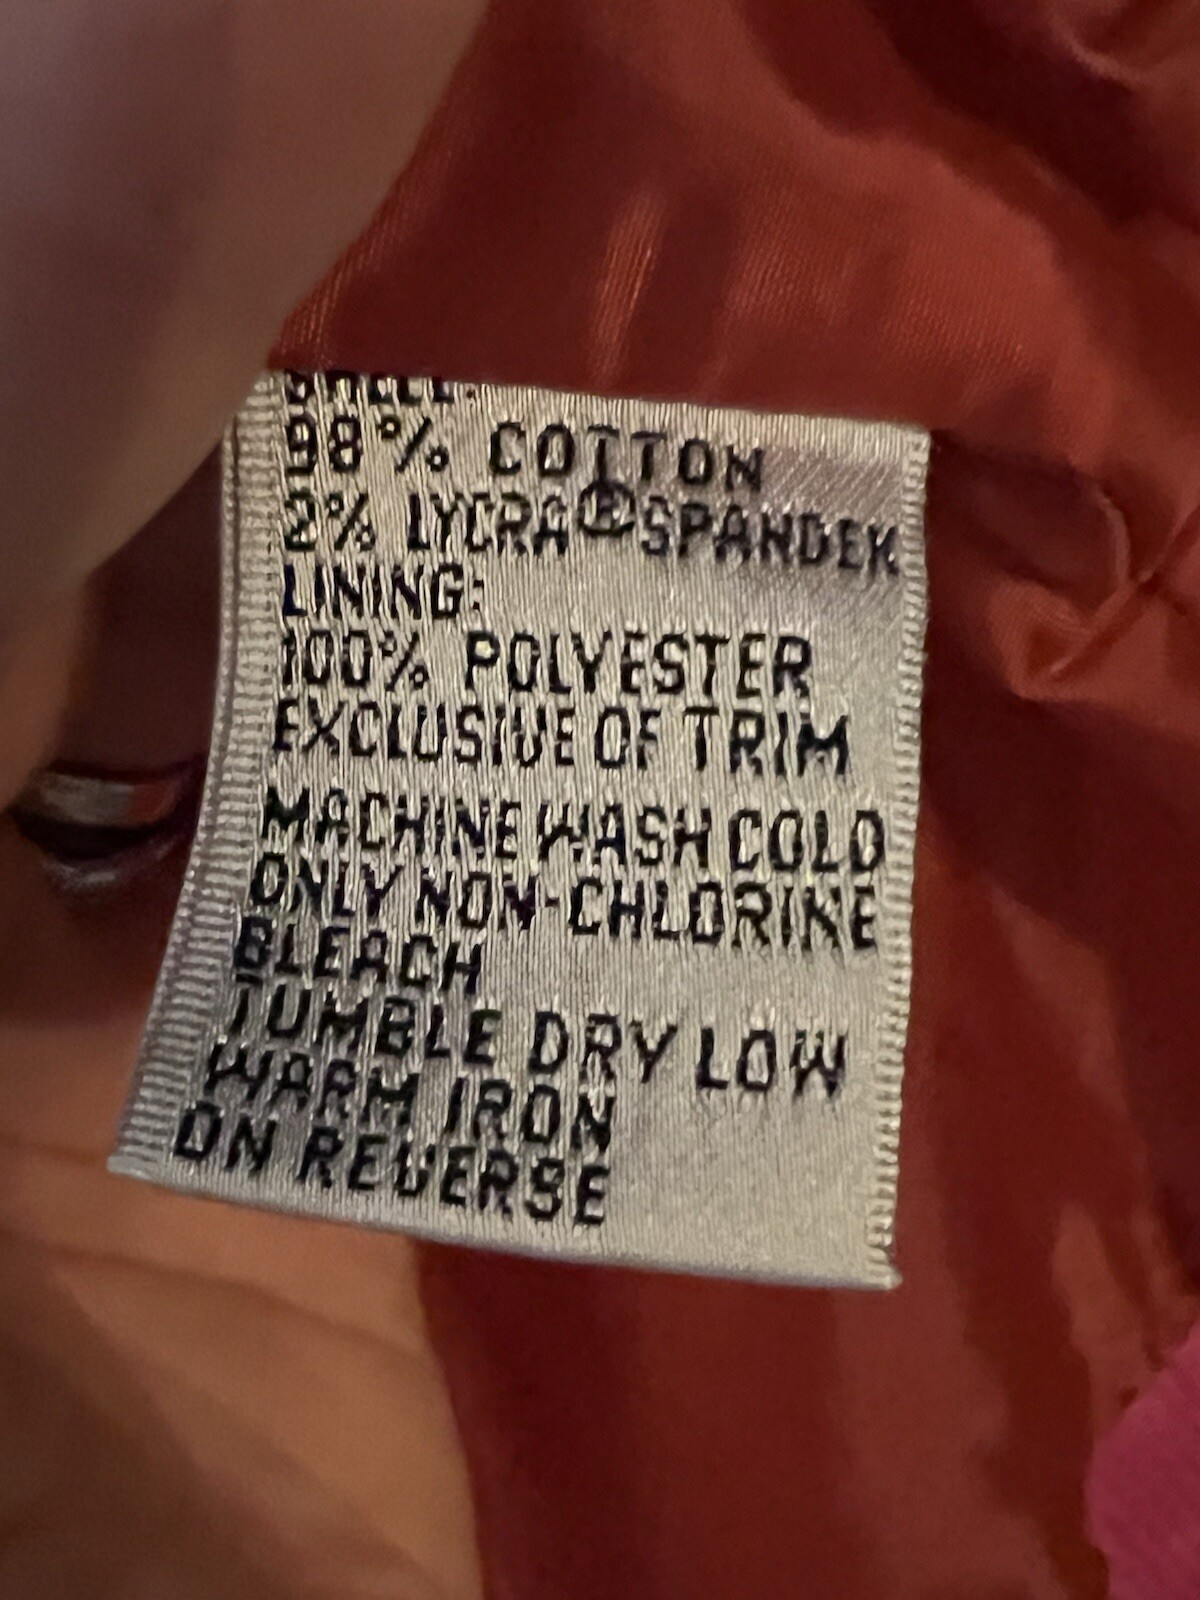 SHELL:
98% COTTON
2% LYCRA® SPANDEX
LINING:
100% POLYESTER
EXCLUSIVE OF TRIM
MACHINE WASH COLD
ONLY NON-CHLORINE
BLEACH
TUMBLE DRY LOW
WARM IRON
ON REVERSE